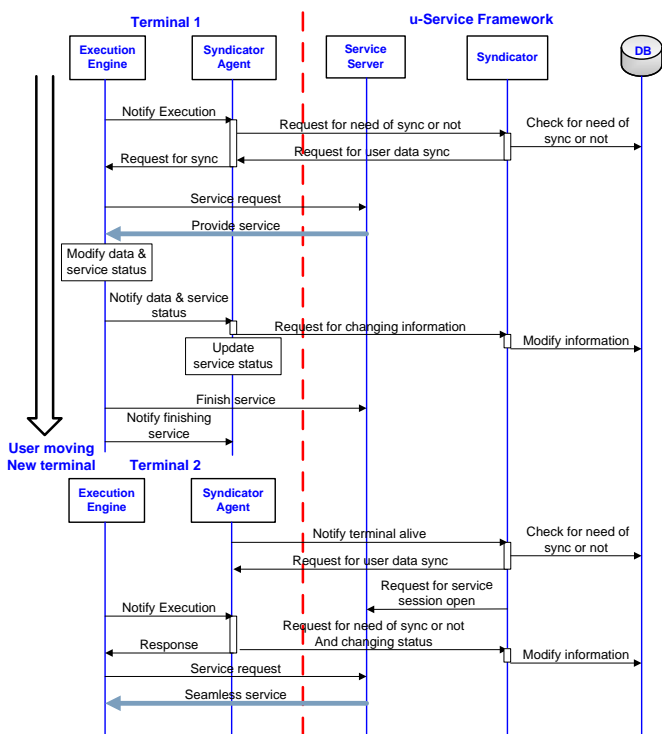 Terminal 1
u-Service Framework
Execution
Engine
Syndicator
Agent
Service
Server
Syndicator
DB
Notify Execution
Request for need of sync or not
Check for need of
sync or not
Request for user data sync
Request for sync
Service request
Provide service
Modify data &
service status
Notify data & service
status
Request for changing information
Modify information
Update
service status
Finish service
Notify finishing
service
User moving
New terminal
Terminal 2
Execution
Engine
Syndicator
Agent
Notify terminal alive
Check for need of
sync or not
Request for user data sync
Request for service
session open
Notify Execution
Request for need of sync or not
And changing status
Response
Modify information
Service request
Seamless service